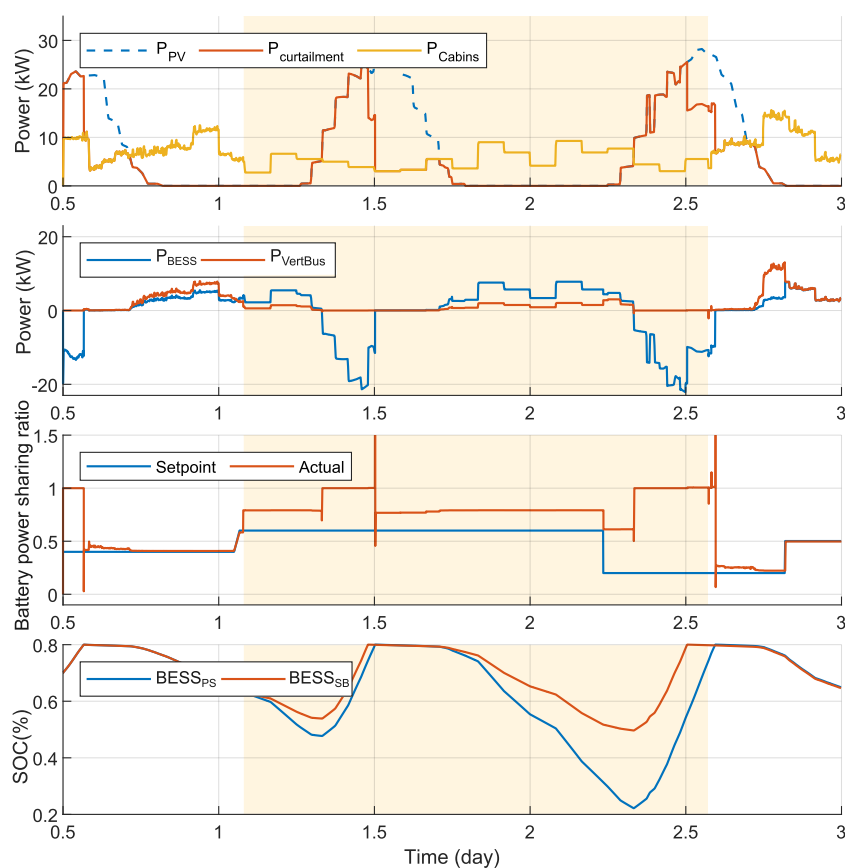 30
20
10
0
Power (kW)
P_PV P_curtailment P_Cabins
0.5 1 1.5 2 2.5 3
20
0
-20
Power (kW)
P_BESS P_VertBus
0.5 1 1.5 2 2.5 3
1.5
1
0.5
0
Battery power sharing ratio
Setpoint Actual
0.5 1 1.5 2 2.5 3
0.8
0.6
0.4
0.2
SOC(%)
BESS_PS BESS_SB
0.5 1 1.5 2 2.5 3
Time (day)